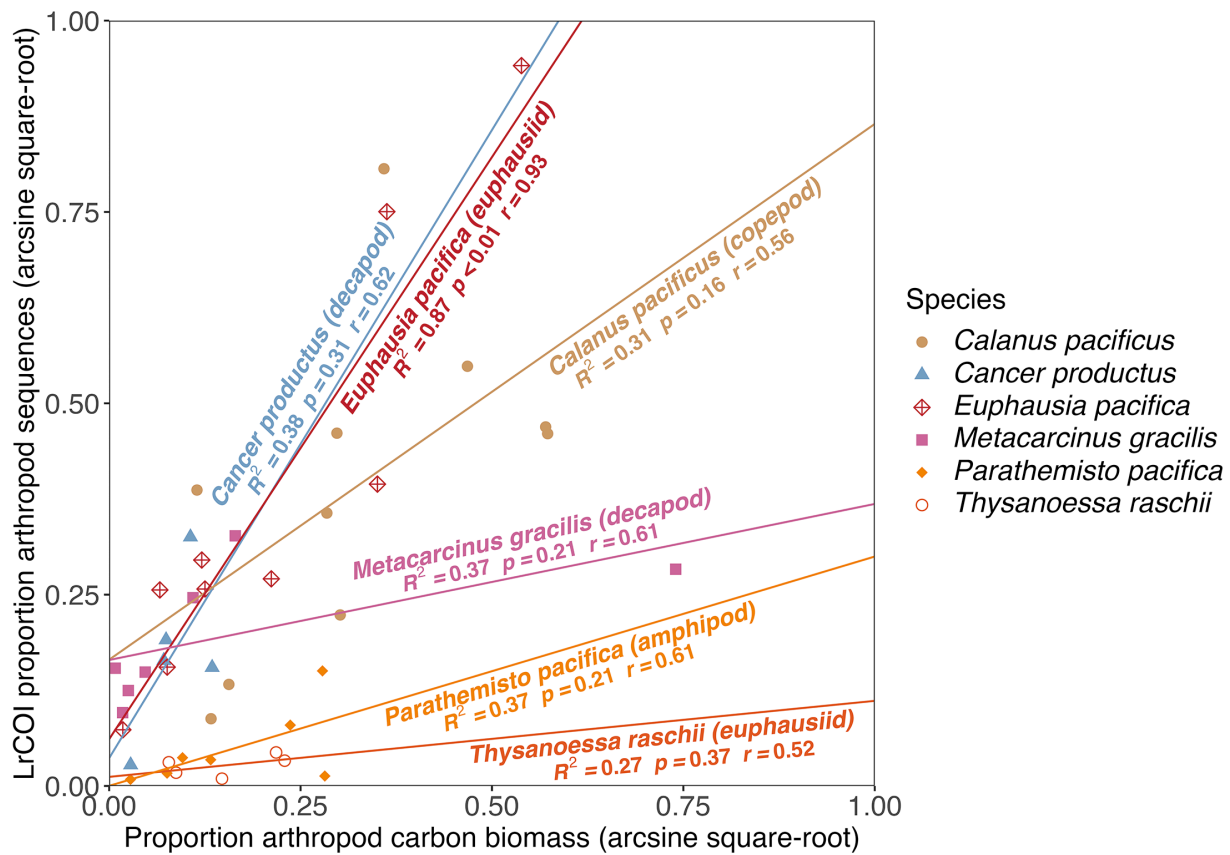 LrCOI proportion arthropod sequences (arcsine square-root)
1.00
0.75
0.50
0.25
0.00
Cancer productus (decapod)
R² = 0.38 p = 0.31 r = 0.62
Euphausia pacifica (euphausiid)
R² = 0.87 p < 0.01 r = 0.93
Calanus pacificus (copepod)
R² = 0.31 p = 0.16 r = 0.56
Metacarcinus gracilis (decapod)
R² = 0.37 p = 0.21 r = 0.61
Parathemisto pacifica (amphipod)
R² = 0.37 p = 0.21 r = 0.61
Thysanoessa raschii (euphausiid)
R² = 0.27 p = 0.37 r = 0.52
0.00 0.25 0.50 0.75 1.00
Proportion arthropod carbon biomass (arcsine square-root)
Species
Calanus pacificus
Cancer productus
Euphausia pacifica
Metacarcinus gracilis
Parathemisto pacifica
Thysanoessa raschii